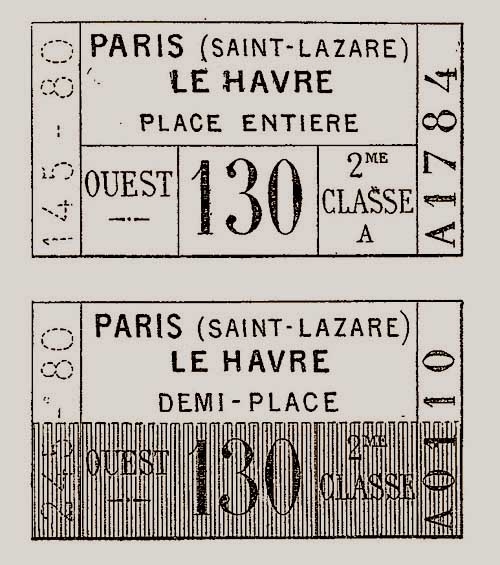 PARIS (SAINT-LAZARE)
LE HAVRE
PLACE ENTIERE
OUEST
130
2ME
CLASSE
A
145-80
A1784
PARIS (SAINT-LAZARE)
LE HAVRE
DEMI-PLACE
OUEST
130
2ME
CLASSE
245-80
A0110